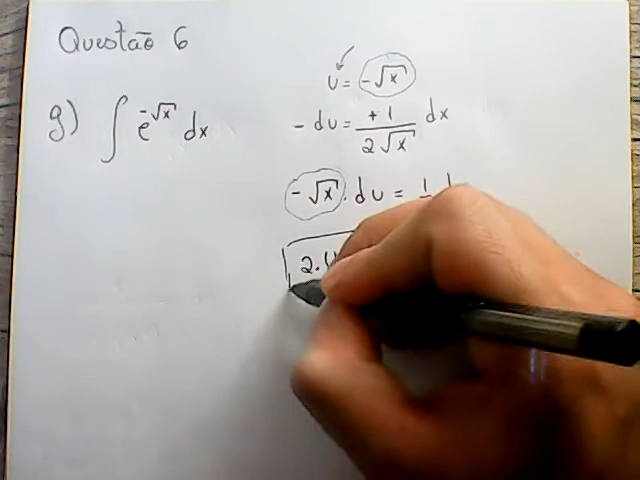 Questão 6
g) ∫ e^{-√x} dx
u = -√x
- du = +1 / 2√x dx
- √x . du = 1
2.u